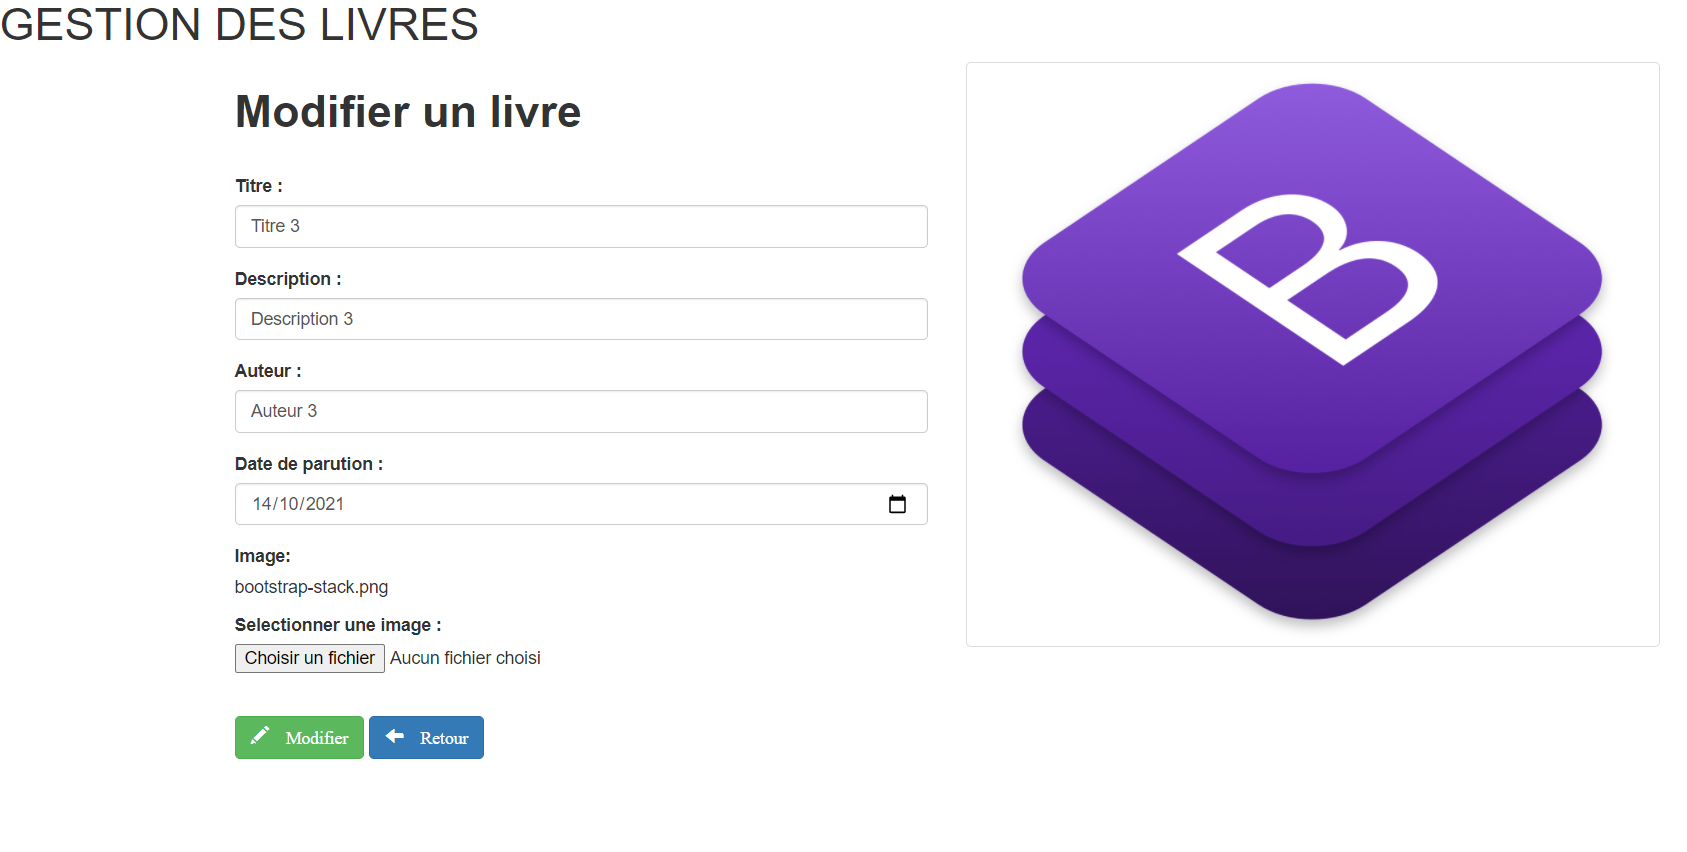 GESTION DES LIVRES
Modifier un livre
Titre :
Titre 3
Description :
Description 3
Auteur :
Auteur 3
Date de parution :
14/10/2021
Image:
bootstrap-stack.png
Selectionner une image :
Choisir un fichier Aucun fichier choisi
Modifier Retour
B